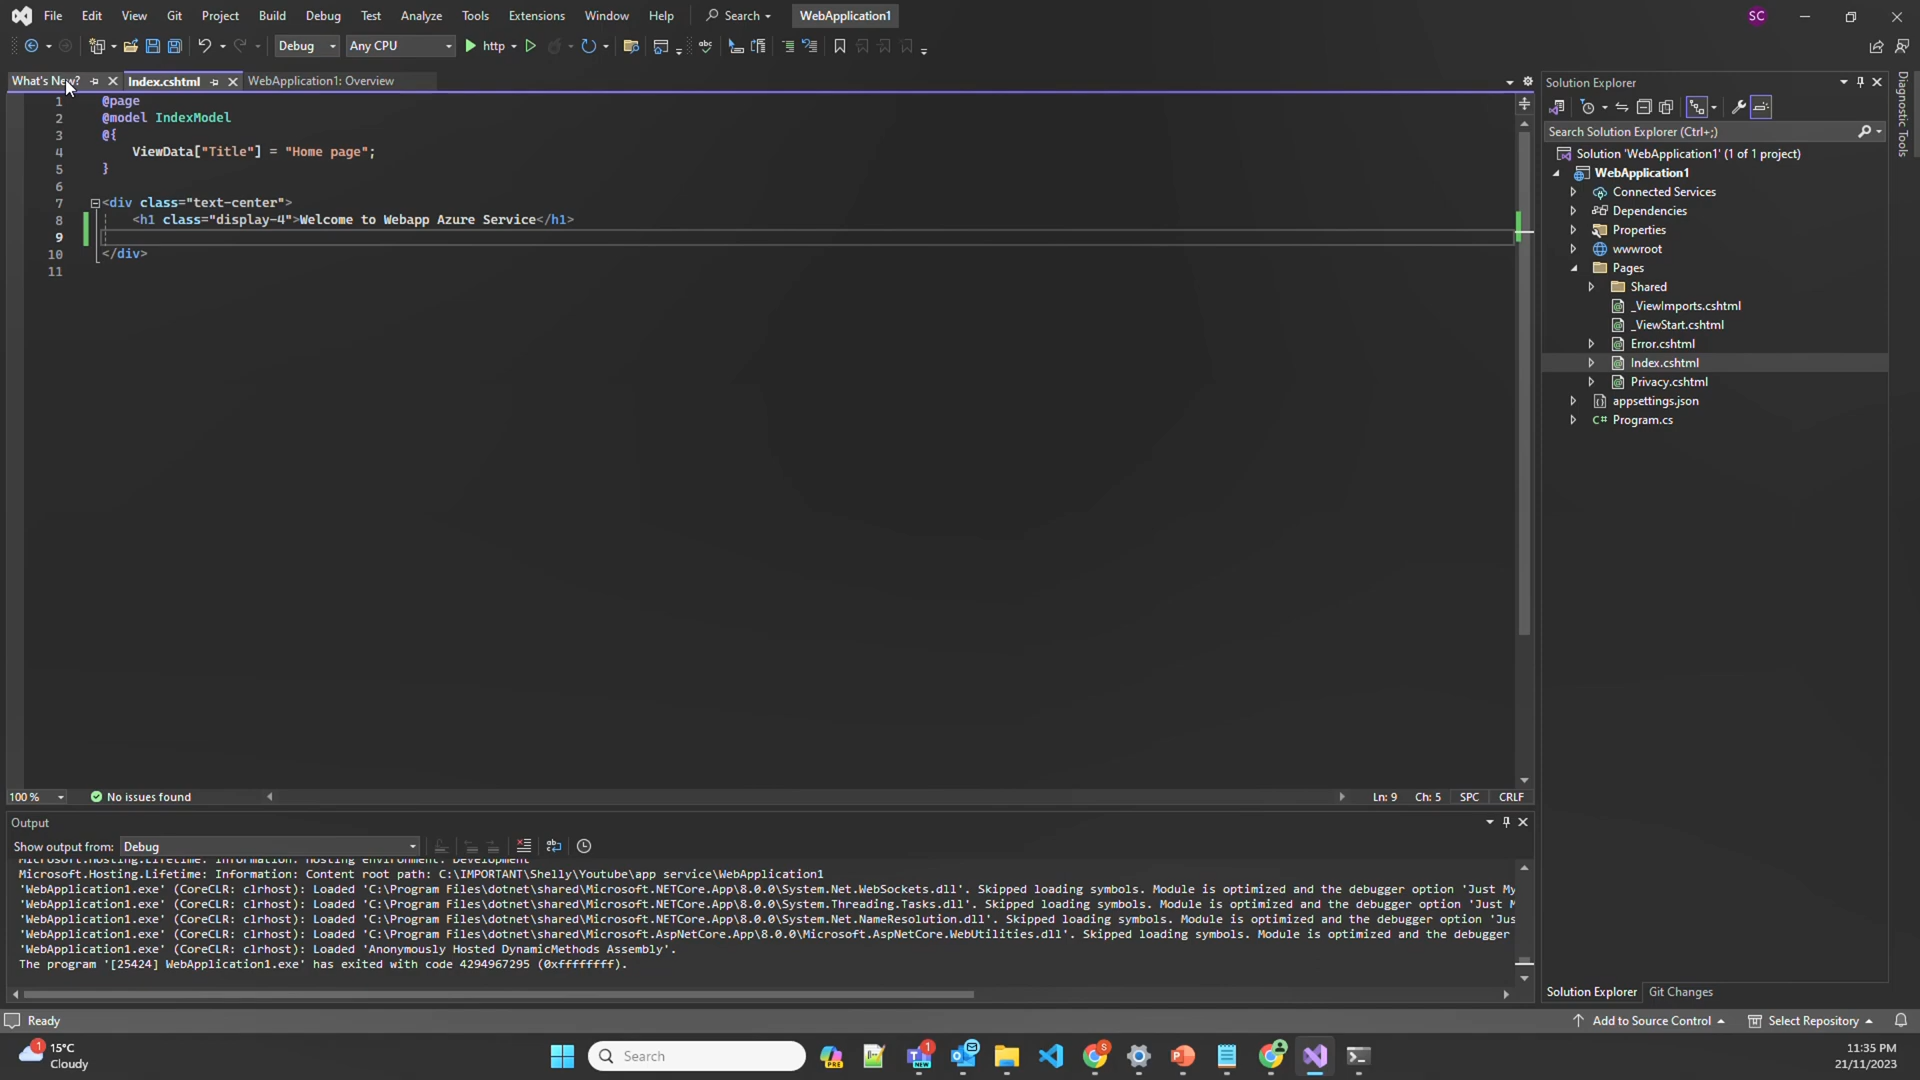 File Edit View Git Project Build Debug Test Analyze Tools Extensions Window Help Search WebApplication1 SC
Debug Any CPU http
What's New? Index.cshtml WebApplication1: Overview
1 @page
2 @model IndexModel
3 @{
4 ViewData["Title"] = "Home page";
5 }
6
7 <div class="text-center">
8 <h1 class="display-4">Welcome to Webapp Azure Service</h1>
9
10 </div>
11
100 % No issues found Ln: 9 Ch: 5 SPC CRLF
Output
Show output from: Debug
Microsoft.Hosting.Lifetime: Information: Hosting environment: Development
Microsoft.Hosting.Lifetime: Information: Content root path: C:\IMPORTANT\Shelly\Youtube\app service\WebApplication1
'WebApplication1.exe' (CoreCLR: clrhost): Loaded 'C:\Program Files\dotnet\shared\Microsoft.NETCore.App\8.0.0\System.Net.WebSockets.dll'. Skipped loading symbols. Module is optimized and the debugger option 'Just My
'WebApplication1.exe' (CoreCLR: clrhost): Loaded 'C:\Program Files\dotnet\shared\Microsoft.NETCore.App\8.0.0\System.Threading.Tasks.dll'. Skipped loading symbols. Module is optimized and the debugger option 'Just M
'WebApplication1.exe' (CoreCLR: clrhost): Loaded 'C:\Program Files\dotnet\shared\Microsoft.NETCore.App\8.0.0\System.Net.NameResolution.dll'. Skipped loading symbols. Module is optimized and the debugger option 'Jus
'WebApplication1.exe' (CoreCLR: clrhost): Loaded 'C:\Program Files\dotnet\shared\Microsoft.AspNetCore.App\8.0.0\Microsoft.AspNetCore.WebUtilities.dll'. Skipped loading symbols. Module is optimized and the debugger
'WebApplication1.exe' (CoreCLR: clrhost): Loaded 'Anonymously Hosted DynamicMethods Assembly'.
The program '[25424] WebApplication1.exe' has exited with code 4294967295 (0xffffffff).
Solution Explorer
Search Solution Explorer (Ctrl+;)
Solution 'WebApplication1' (1 of 1 project)
WebApplication1
Connected Services
Dependencies
Properties
wwwroot
Pages
Shared
_ViewImports.cshtml
_ViewStart.cshtml
Error.cshtml
Index.cshtml
Privacy.cshtml
appsettings.json
C# Program.cs
Solution Explorer Git Changes
Diagnostic Tools
Ready Add to Source Control Select Repository
1 15°C
Cloudy
Search
PRE
1
NEW
S
11:35 PM
21/11/2023